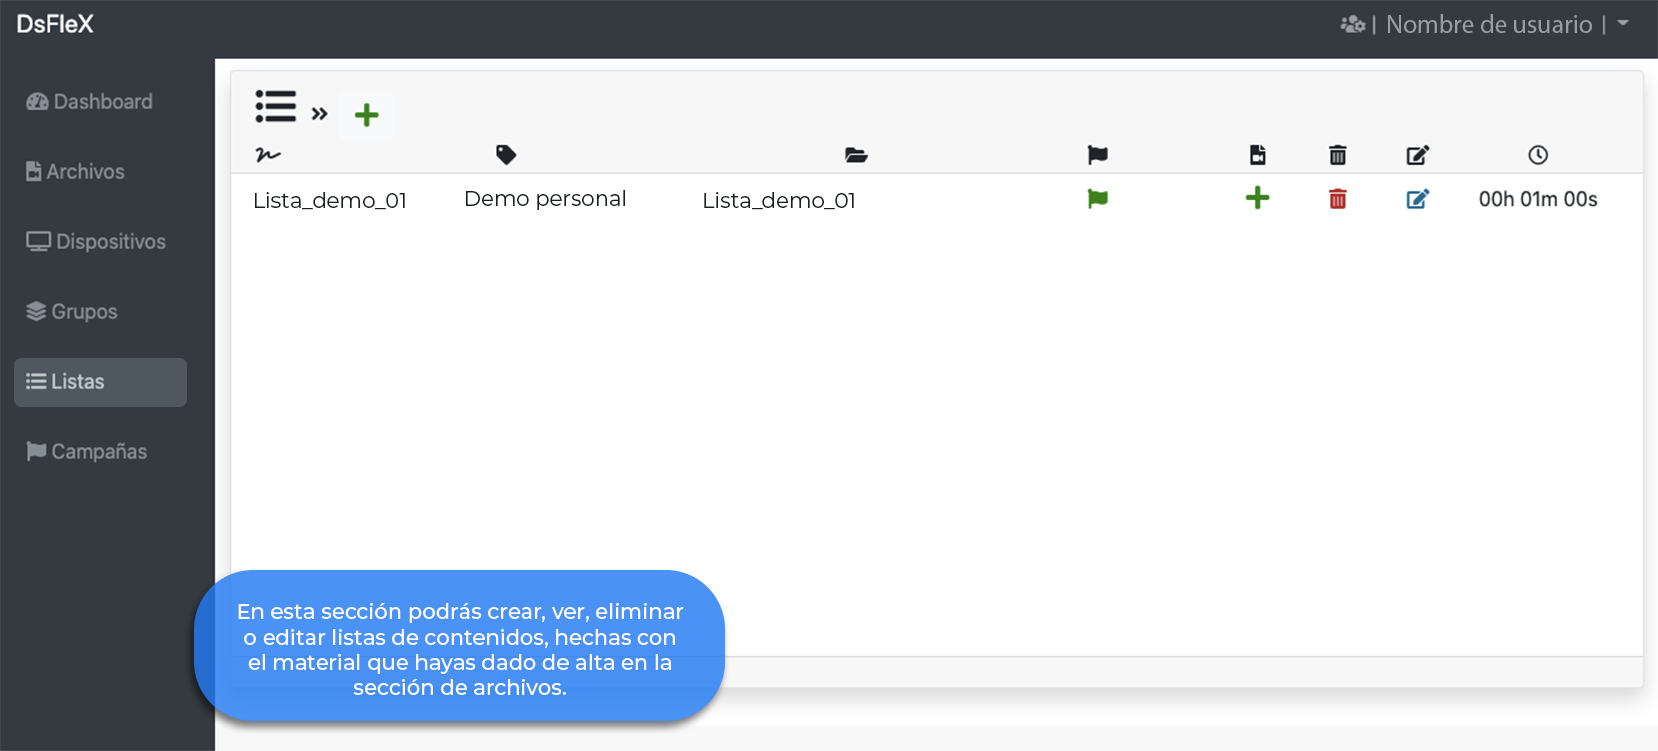 DsFleX
| Nombre de usuario |
Dashboard
Archivos
Dispositivos
Grupos
Listas
Campañas
Lista_demo_01 Demo personal Lista_demo_01 00h 01m 00s
En esta sección podrás crear, ver, eliminar
o editar listas de contenidos, hechas con
el material que hayas dado de alta en la
sección de archivos.